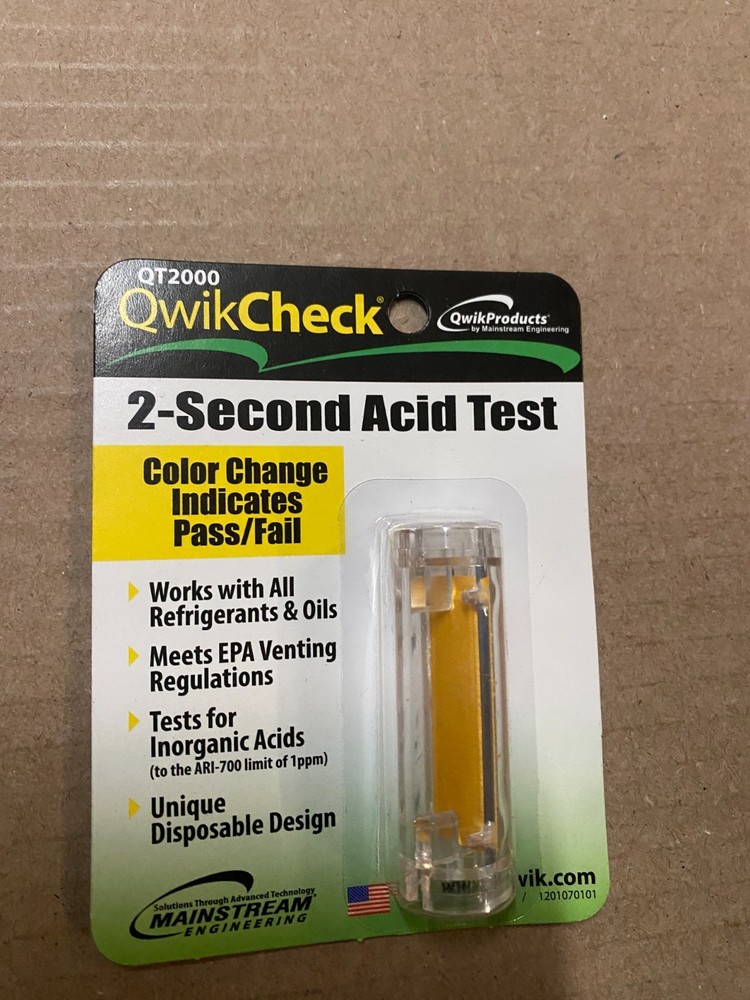 QT2000
QwikCheck®
QwikProducts™
by Mainstream Engineering
2-Second Acid Test
Color Change
Indicates
Pass/Fail
Works with All
Refrigerants & Oils
Meets EPA Venting
Regulations
Tests for
Inorganic Acids
(to the ARI-700 limit of 1ppm)
Unique
Disposable Design
Solutions Through Advanced Technology
MAINSTREAM
ENGINEERING
vik.com
/ 1201070101